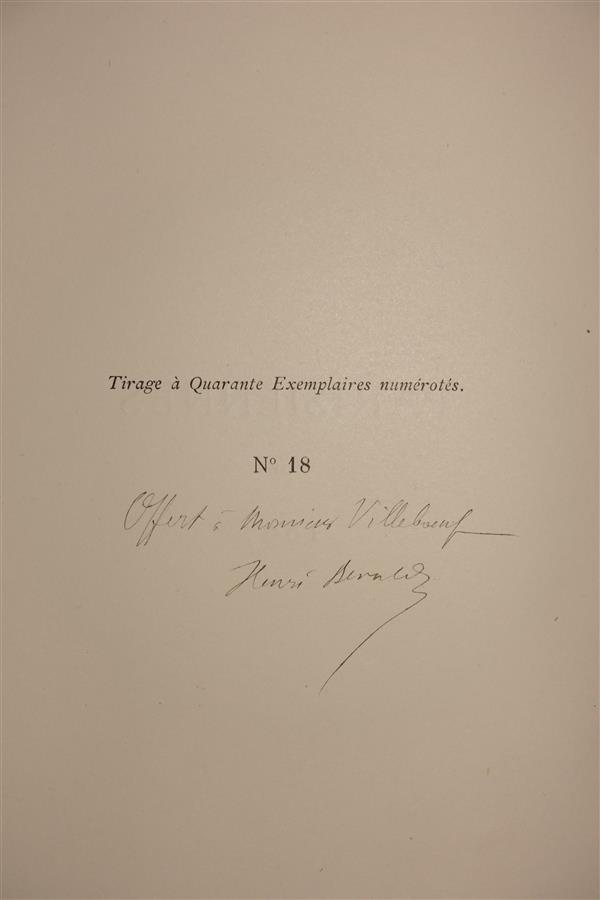 Tirage à Quarante Exemplaires numérotés.
N° 18
Offert à Monsieur Villeboeuf
Henri Beraldi